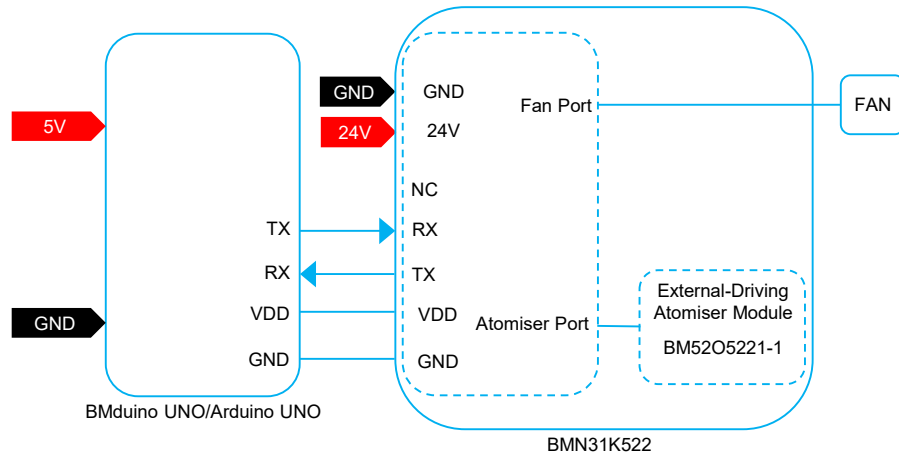 GND
GND
Fan Port
FAN
5V
24V
24V
NC
TX
RX
RX
TX
External-Driving
Atomiser Module
BM52O5221-1
GND
VDD
VDD
Atomiser Port
GND
GND
BMduino UNO/Arduino UNO
BMN31K522